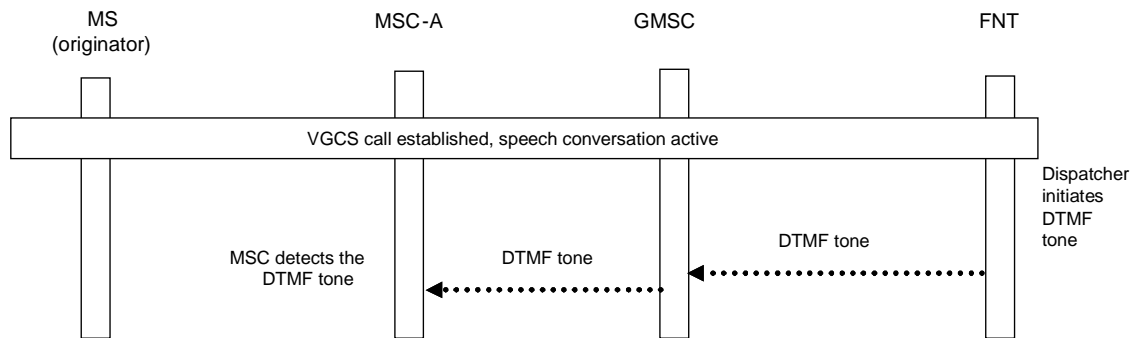 MS
(originator)
MSC-A
GMSC
FNT
VGCS call established, speech conversation active
Dispatcher
initiates
DTMF
tone
MSC detects the
DTMF tone
DTMF tone
DTMF tone